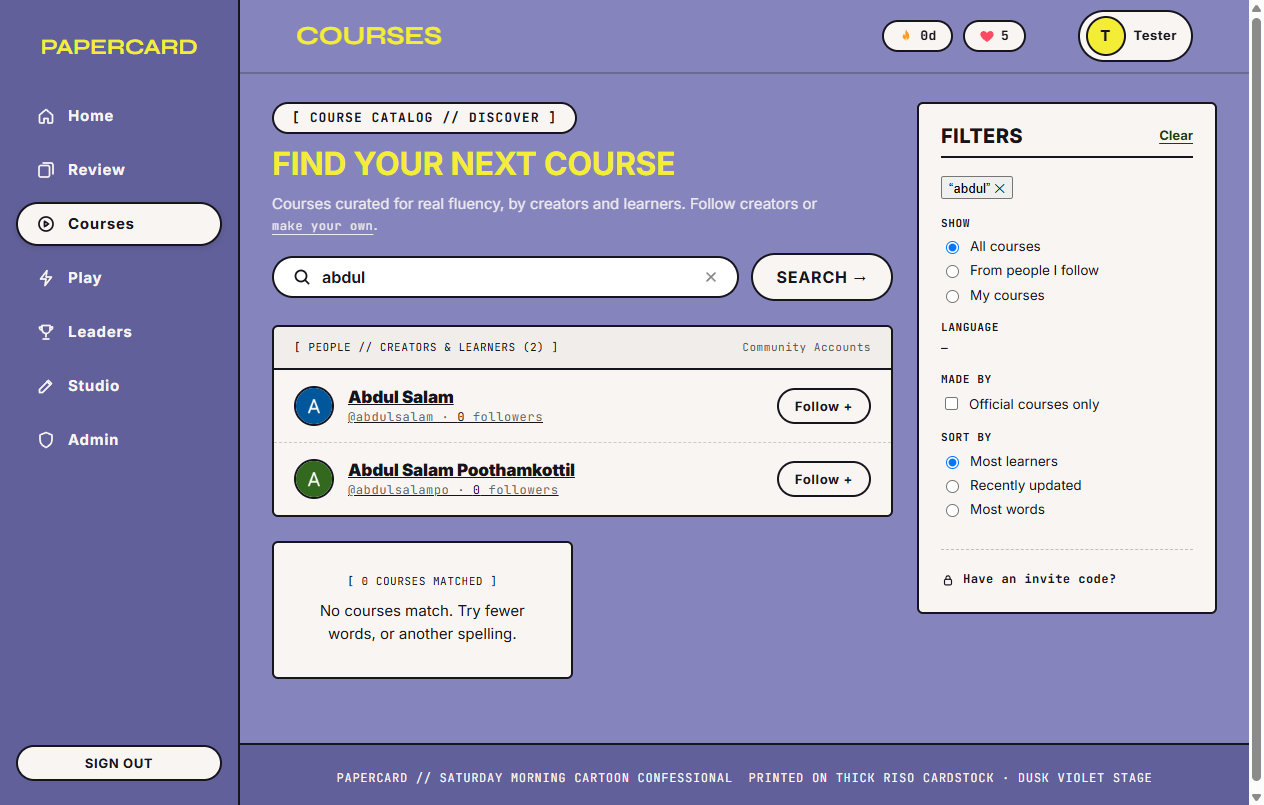 PAPERCARD
Home
Review
Courses
Play
Leaders
Studio
Admin
SIGN OUT
COURSES
0d
5
T
Tester
[ COURSE CATALOG // DISCOVER ]
FIND YOUR NEXT COURSE
Courses curated for real fluency, by creators and learners. Follow creators or
make your own.
abdul
SEARCH →
[ PEOPLE // CREATORS & LEARNERS (2) ]
Community Accounts
A
Abdul Salam
@abdulsalam · 0 followers
Follow +
A
Abdul Salam Poothamkottil
@abdulsalampo · 0 followers
Follow +
[ 0 COURSES MATCHED ]
No courses match. Try fewer
words, or another spelling.
FILTERS
Clear
“abdul”
SHOW
All courses
From people I follow
My courses
LANGUAGE
–
MADE BY
Official courses only
SORT BY
Most learners
Recently updated
Most words
Have an invite code?
PAPERCARD // SATURDAY MORNING CARTOON CONFESSIONAL PRINTED ON THICK RISO CARDSTOCK · DUSK VIOLET STAGE